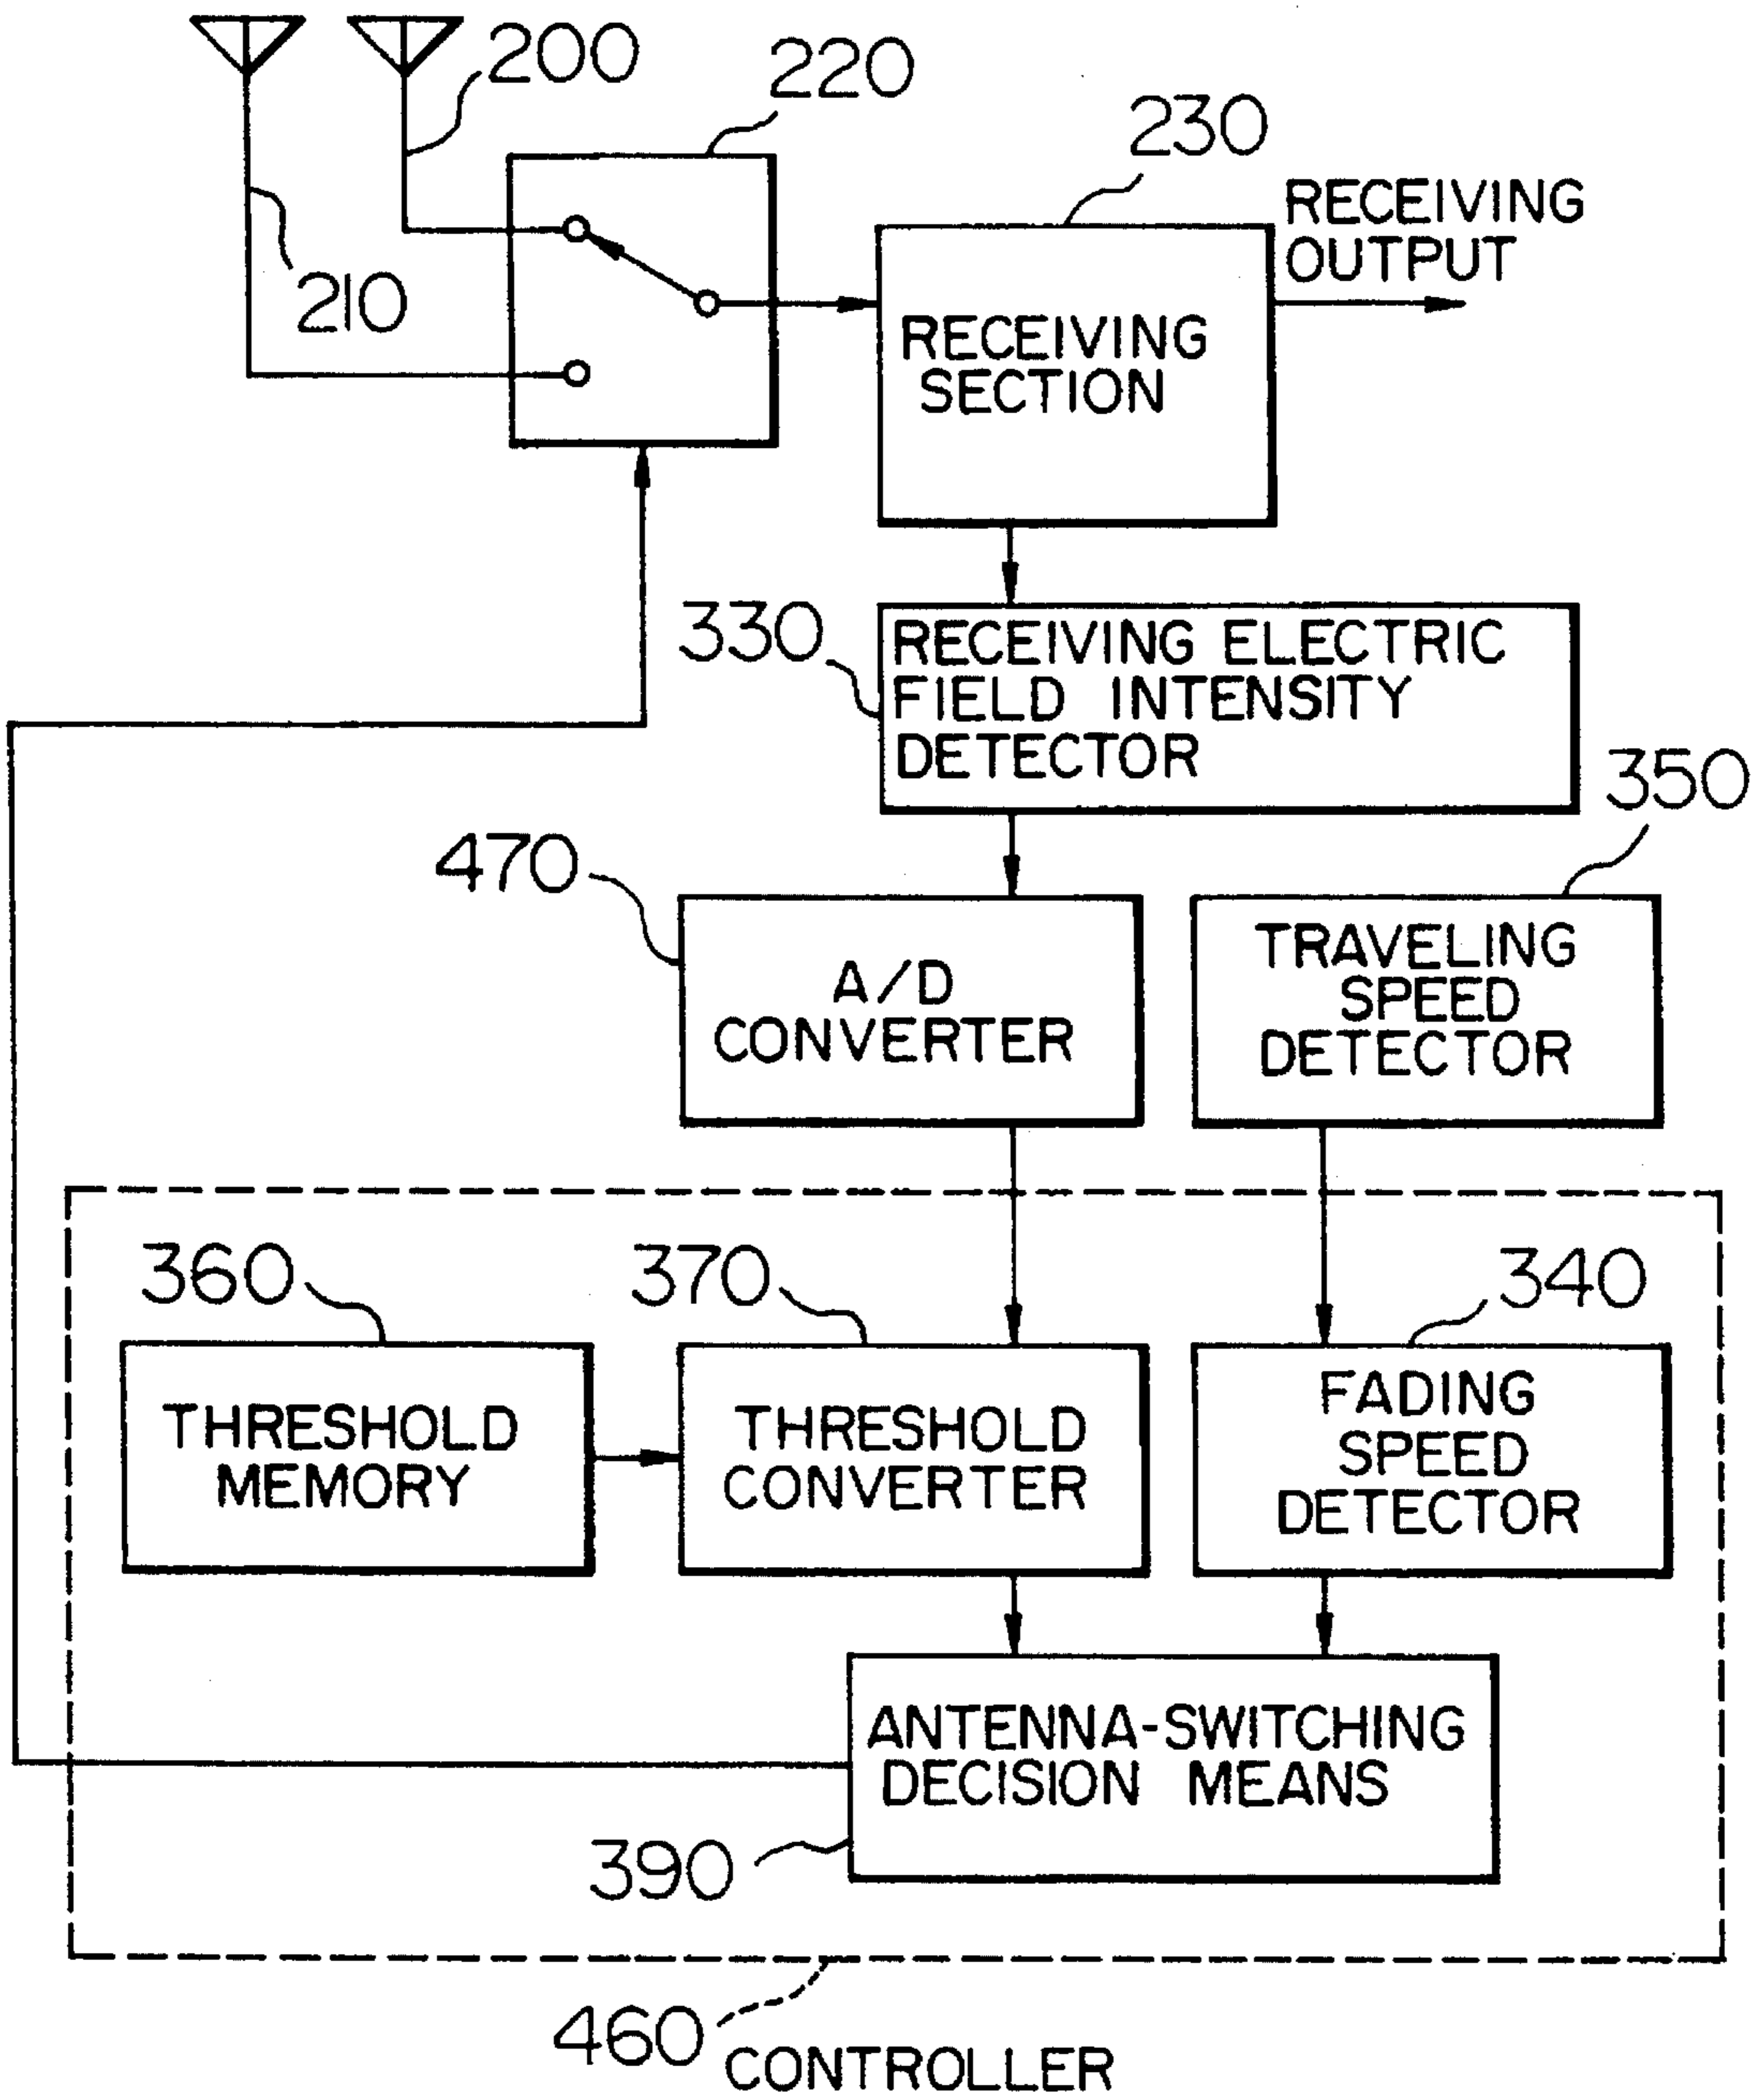 200
220
230
210
RECEIVING
OUTPUT
RECEIVING
SECTION
330
RECEIVING ELECTRIC
FIELD INTENSITY
DETECTOR
350
470
A/D
CONVERTER
TRAVELING
SPEED
DETECTOR
360
370
340
THRESHOLD
MEMORY
THRESHOLD
CONVERTER
FADING
SPEED
DETECTOR
ANTENNA-SWITCHING
DECISION MEANS
390
460
CONTROLLER